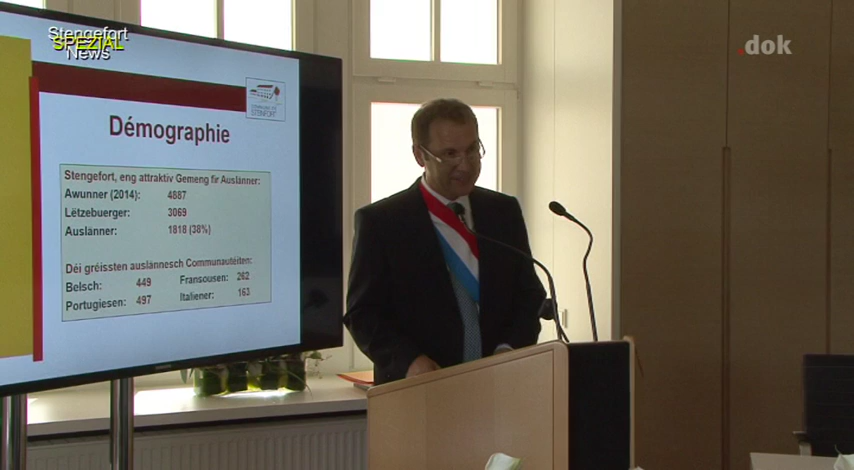 Stengefort
SPEZIAL
News
.dok
STEINFORT
Démographie
Stengefort, eng attraktiv Gemeng fir Auslänner:
Awunner (2014): 4887
Lëtzebuerger: 3069
Auslänner: 1818 (38%)
Déi gréissten auslännesch Communautéiten:
Belsch: 449 Fransousen: 262
Portugiesen: 497 Italiener: 163